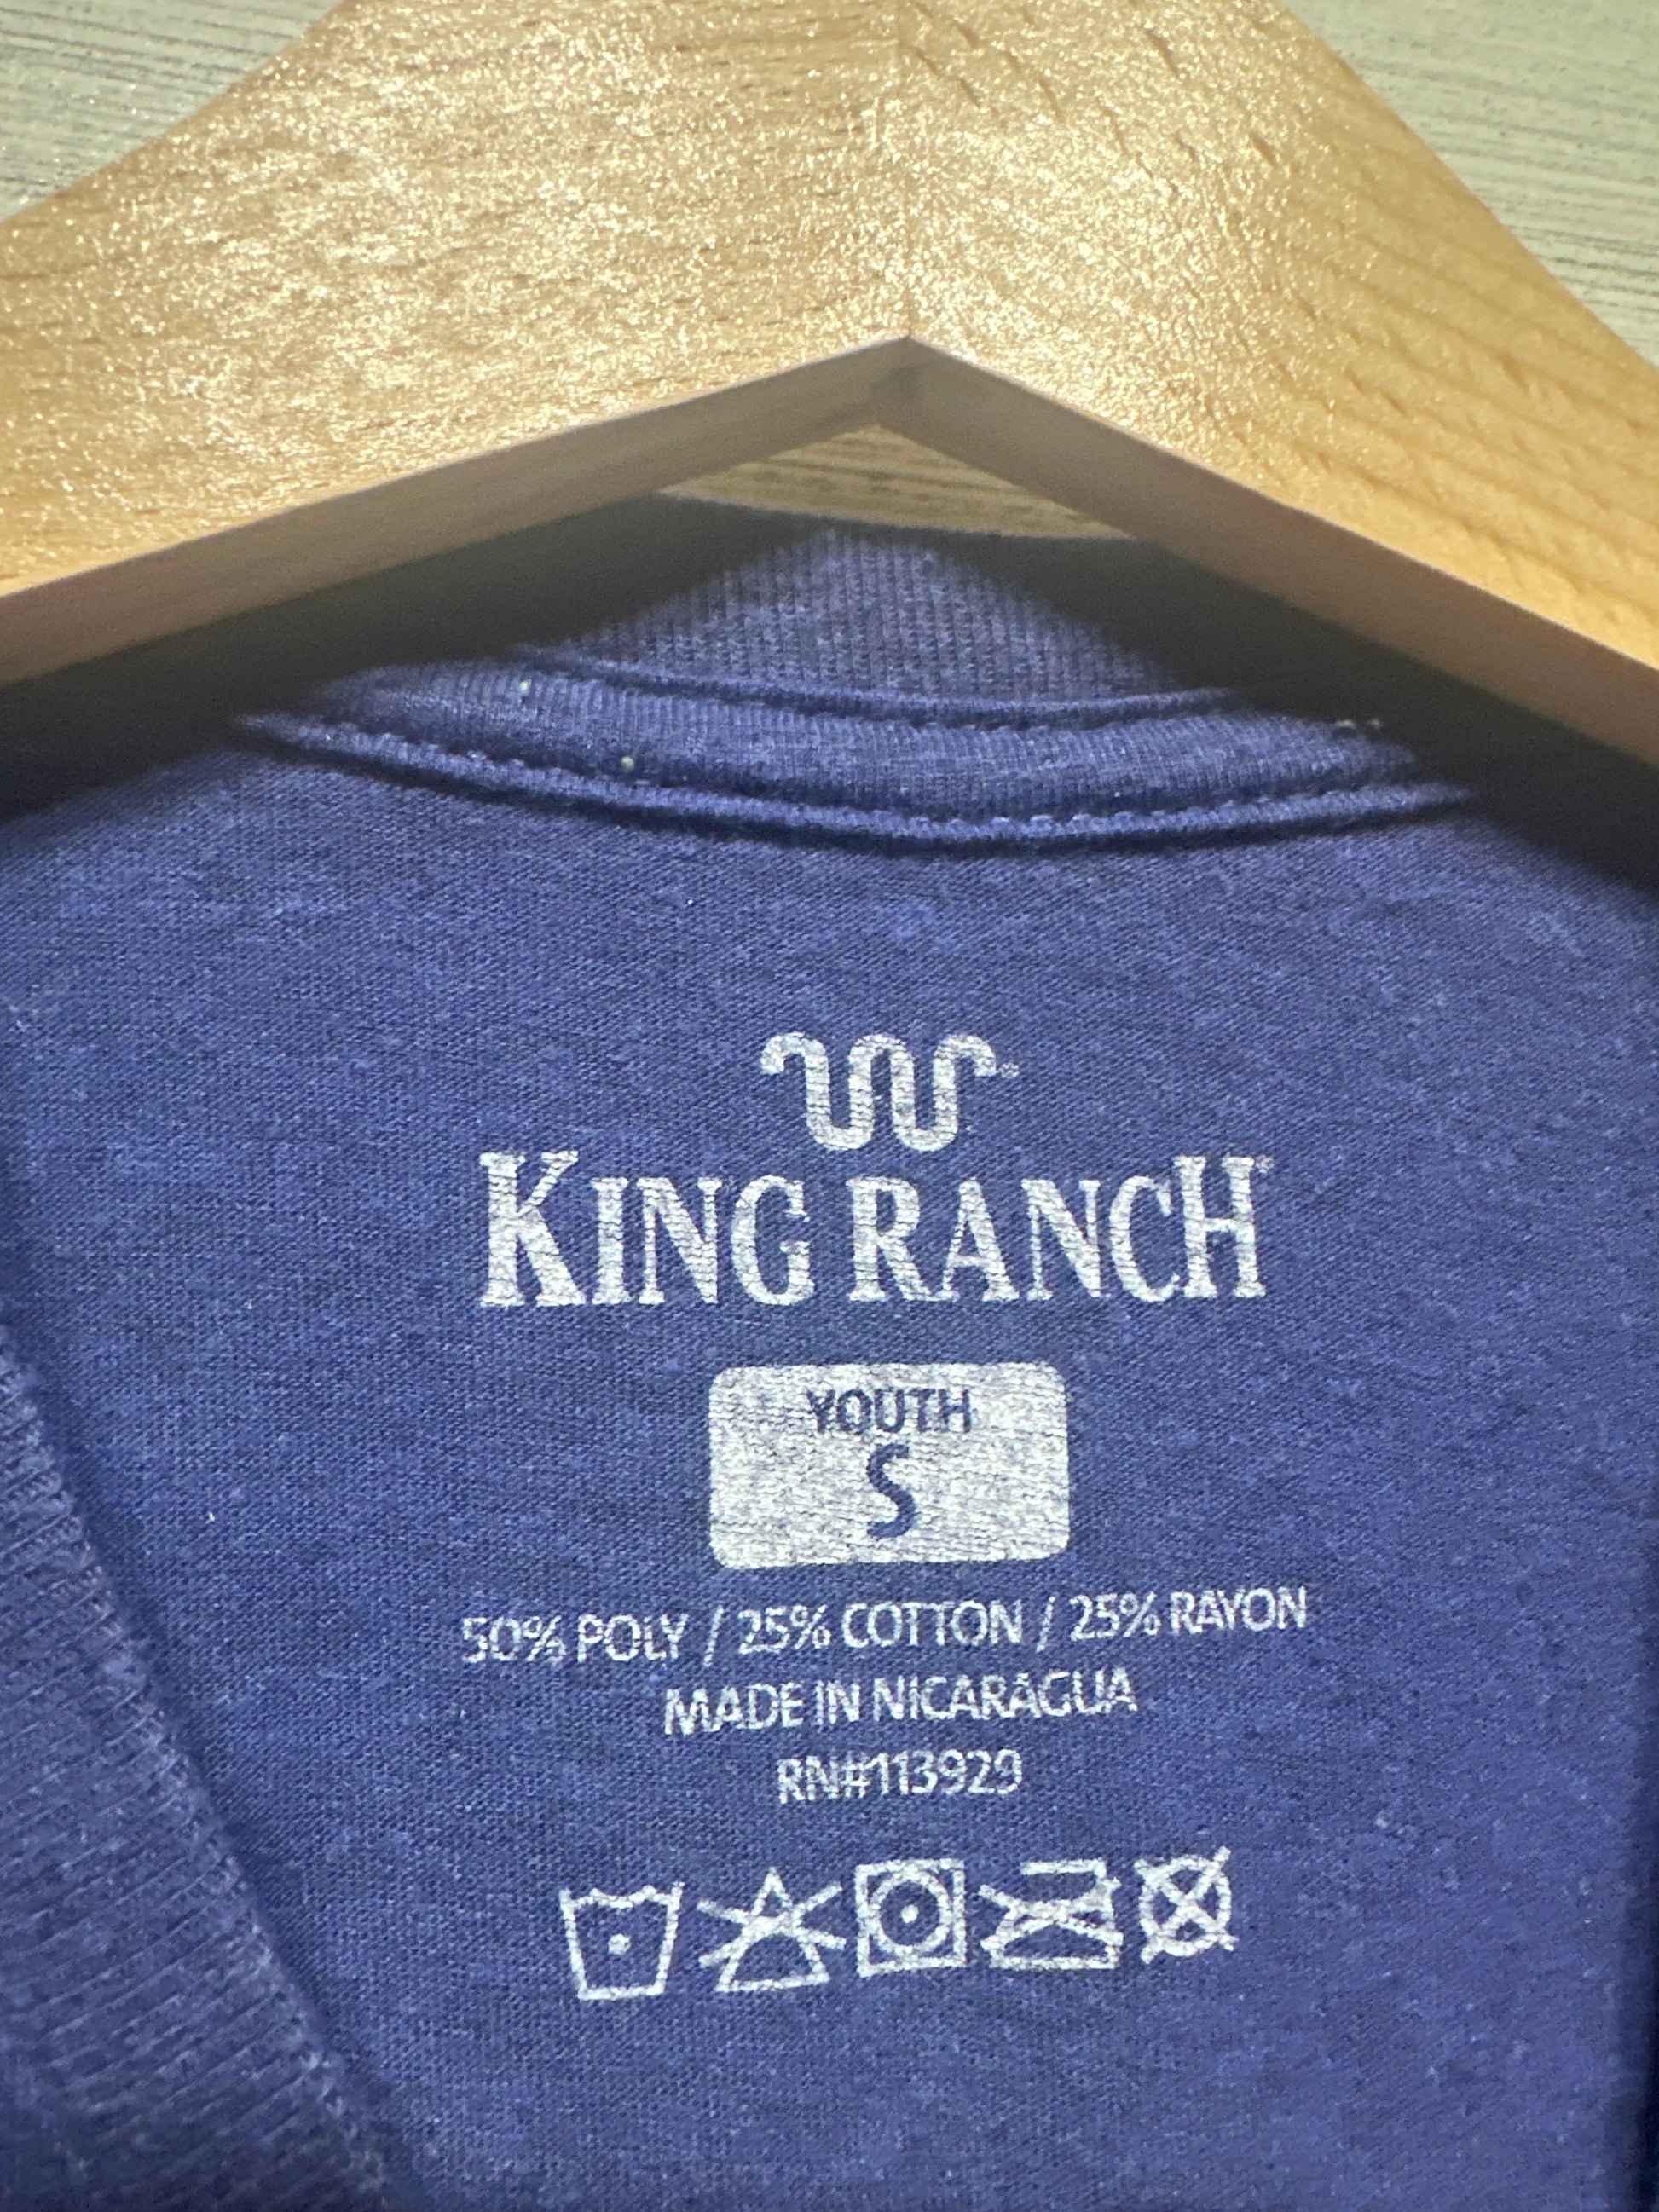 KING RANCH
YOUTH
S
50% POLY / 25% COTTON / 25% RAYON
MADE IN NICARAGUA
RN#113929